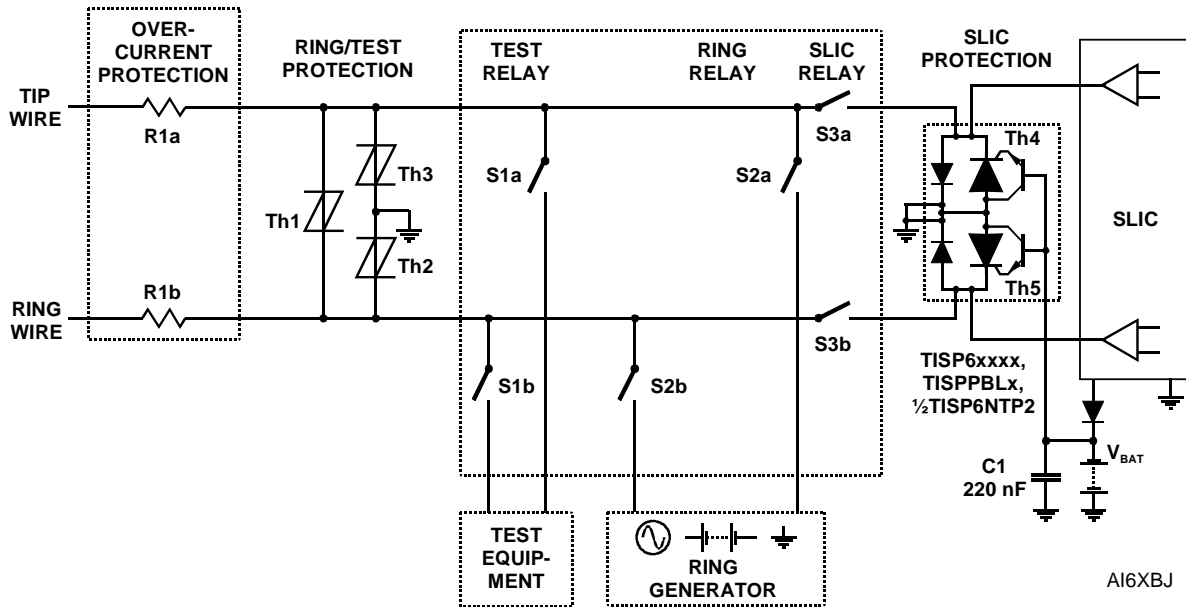 OVER-
CURRENT
PROTECTION
RING/TEST
PROTECTION
TEST
RELAY
RING
RELAY
SLIC
RELAY
SLIC
PROTECTION
TIP
WIRE
R1a
S3a
Th4
Th3
S1a
S2a
Th1
SLIC
Th2
Th5
RING
WIRE
R1b
S3b
S1b
S2b
TISP6xxxx,
TISPPBLx,
½TISP6NTP2
C1
220 nF
VBAT
TEST
EQUIP-
MENT
RING
GENERATOR
AI6XBJ